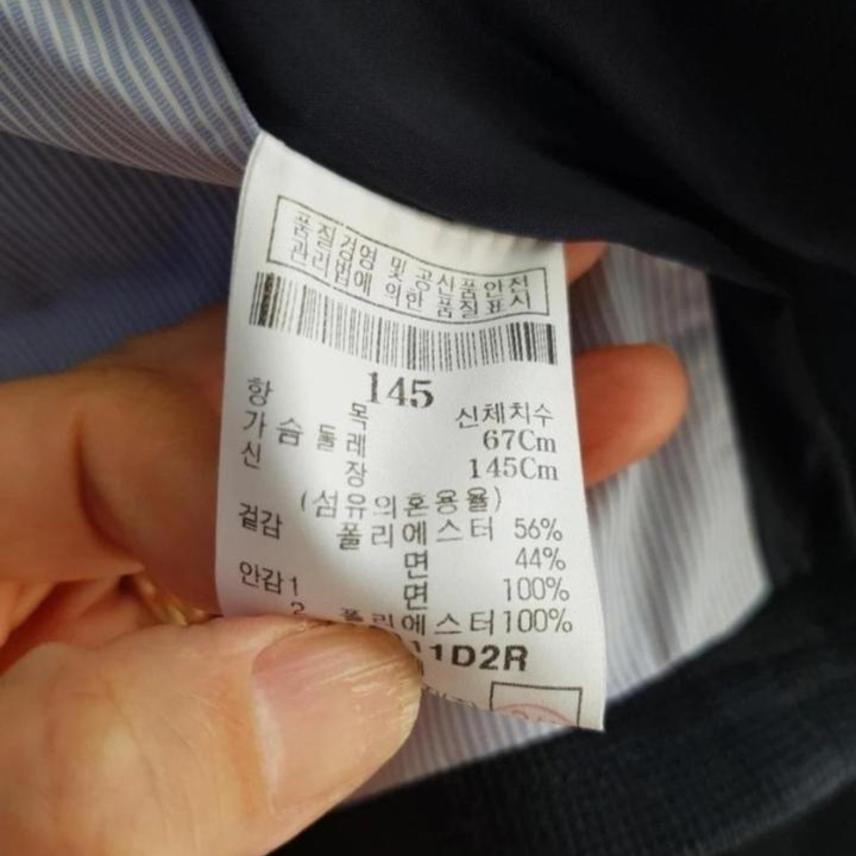 품질경영 및 공산품안전
관리법에 의한 품질표시
145
항 목 신체치수
가슴둘레 67Cm
신 장 145Cm
(섬유의혼용율)
겉감 폴리에스터 56%
면 44%
안감1 면 100%
2 폴리에스터100%
11D2R